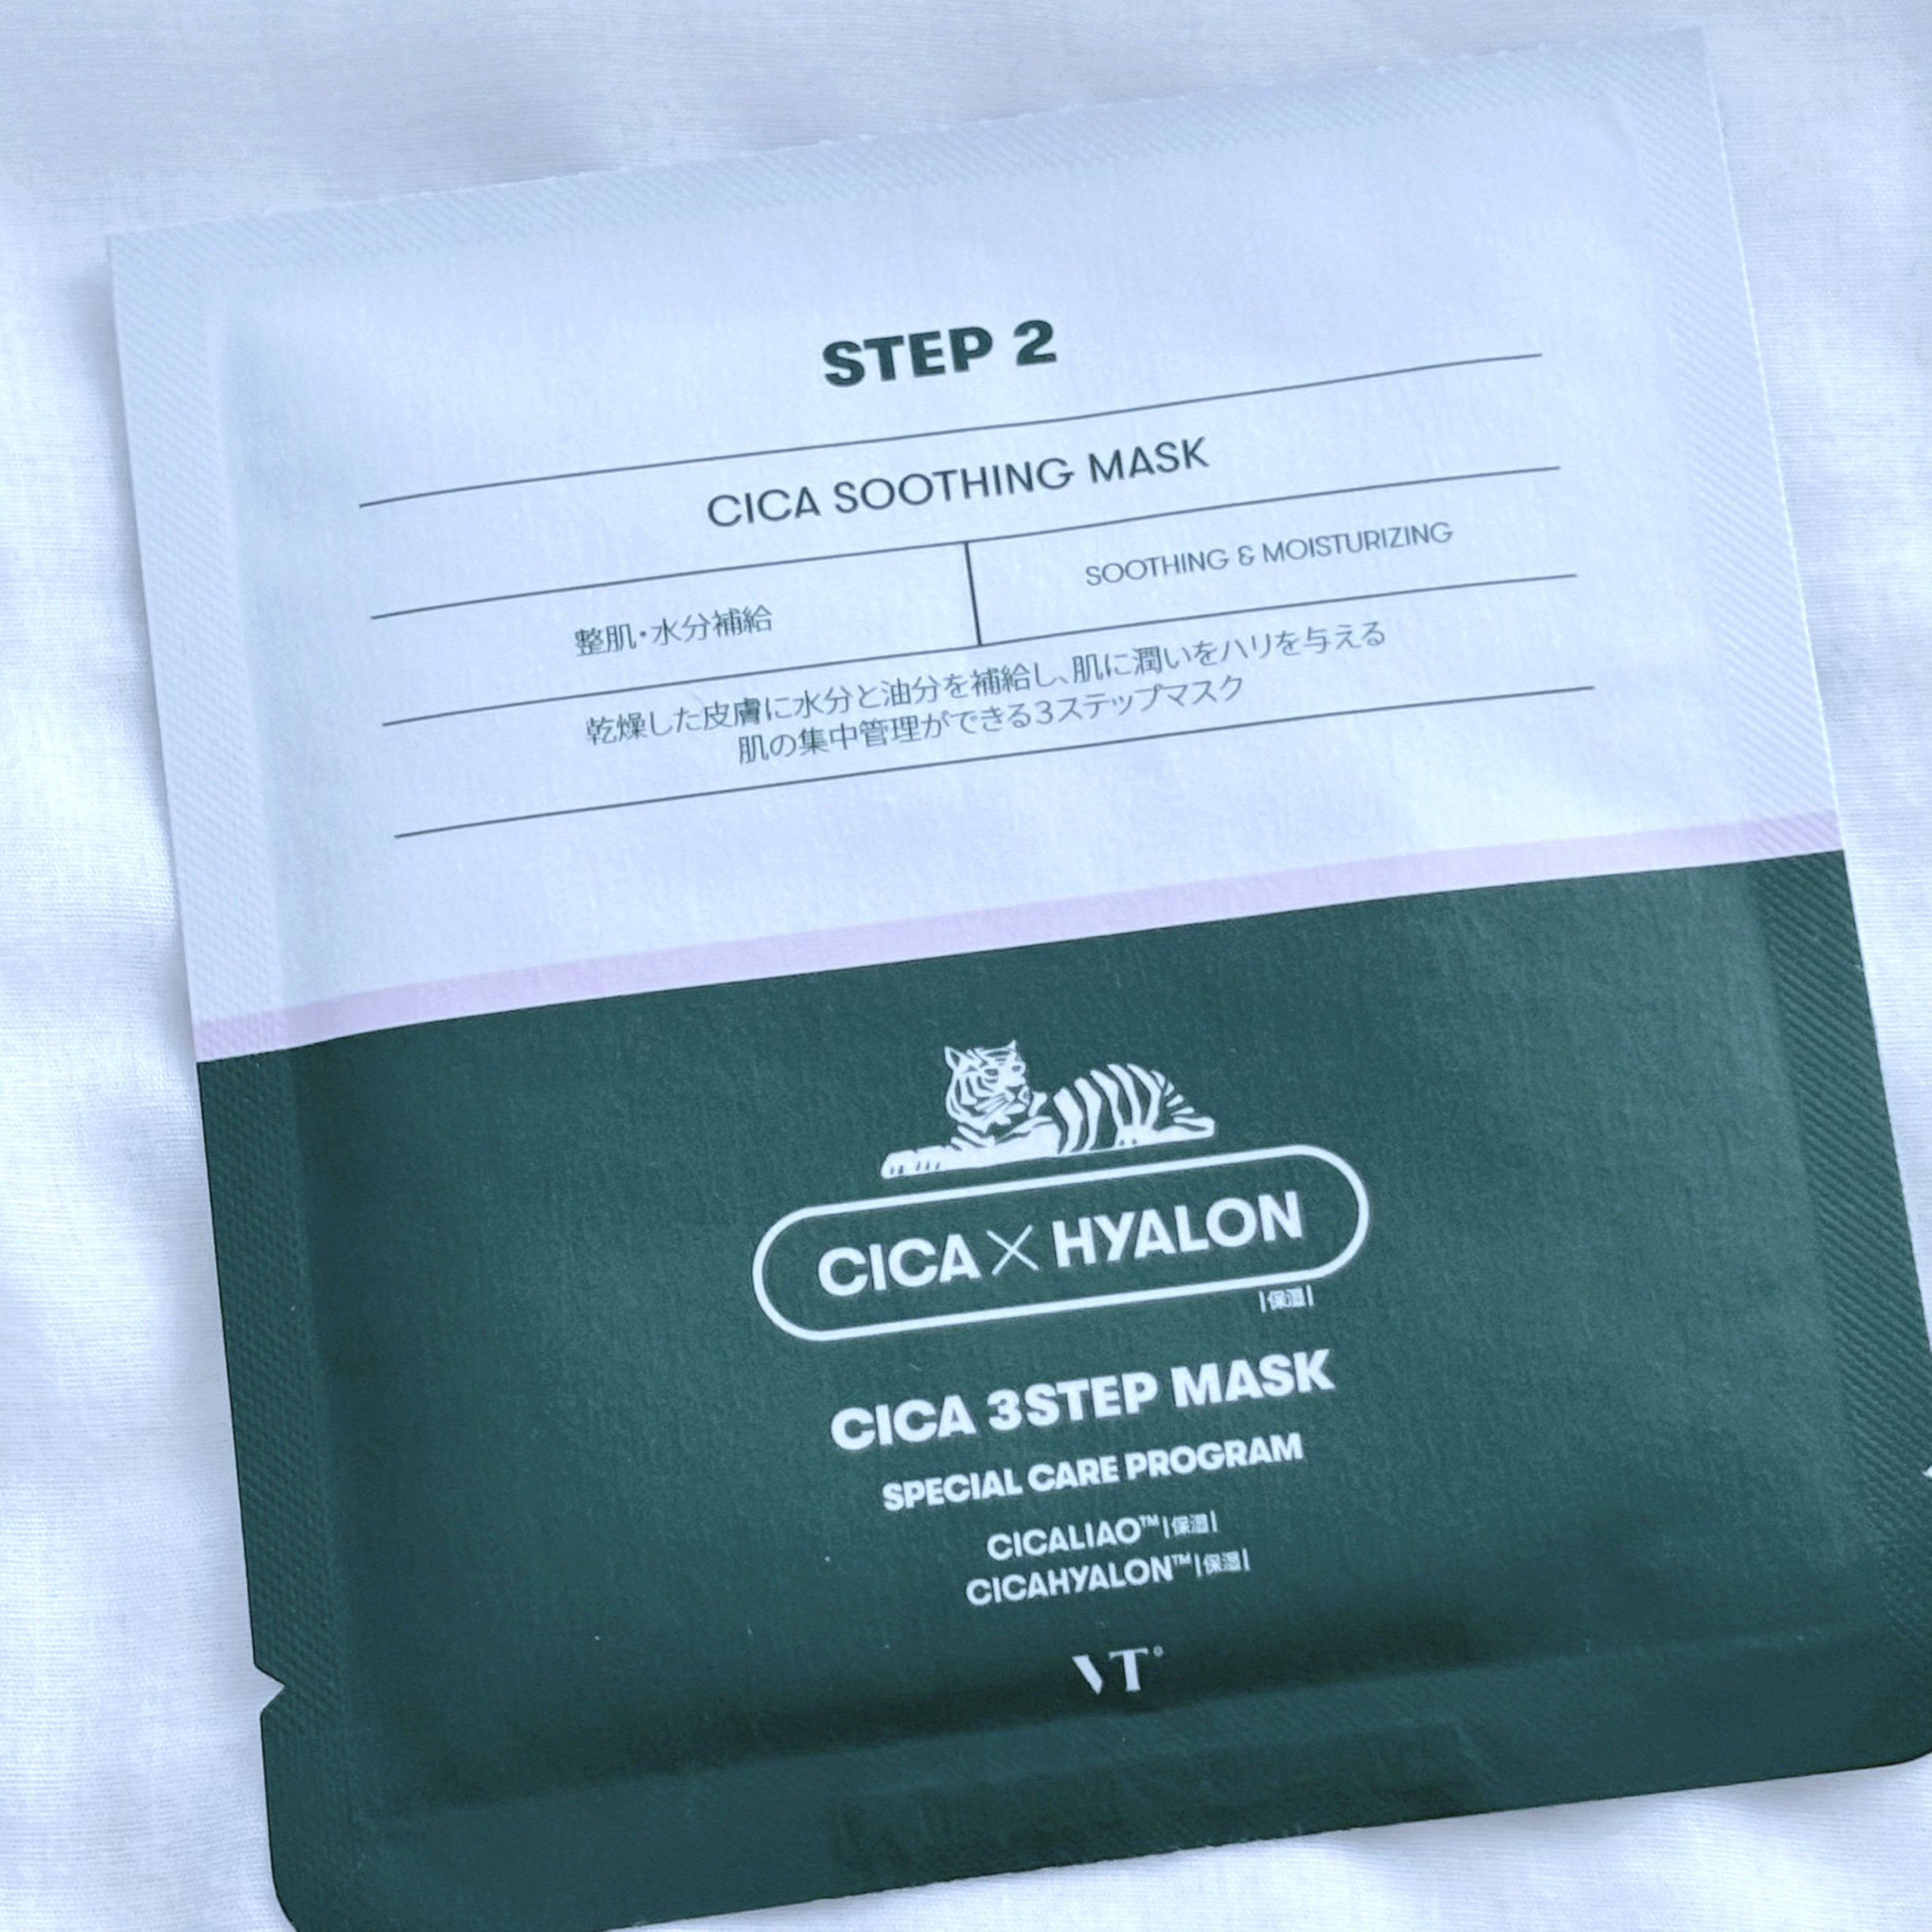 STEP 2
CICA SOOTHING MASK
整肌・水分補給
SOOTHING & MOISTURIZING
乾燥した皮膚に水分と油分を補給し、肌に潤いをハリを与える
肌の集中管理ができる3ステップマスク
CICA×HYALON
|保湿|
CICA 3STEP MASK
SPECIAL CARE PROGRAM
CICALIAO™|保湿|
CICAHYALON™|保湿|
VT°